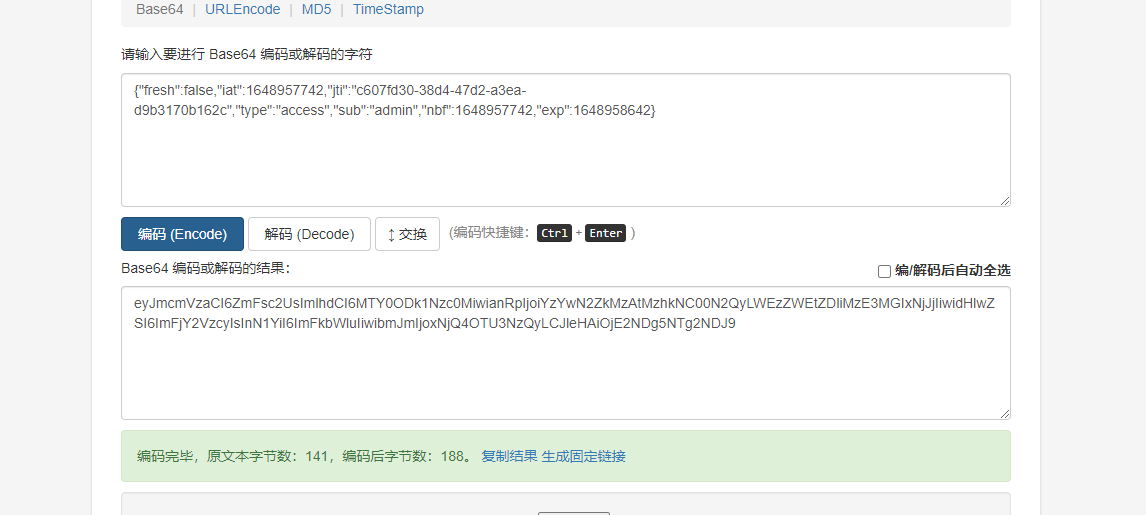 Base64 | URLEncode | MD5 | TimeStamp
请输入要进行 Base64 编码或解码的字符
{"fresh":false,"iat":1648957742,"jti":"c607fd30-38d4-47d2-a3ea-
d9b3170b162c","type":"access","sub":"admin","nbf":1648957742,"exp":1648958642}
编码 (Encode) 解码 (Decode) ↕ 交换 (编码快捷键： Ctrl + Enter )
Base64 编码或解码的结果： 编/解码后自动全选
eyJmcmVzaCI6ZmFsc2UsImlhdCI6MTY0ODk1Nzc0MiwianRpIjoiYzYwN2ZkMzAtMzhkNC00N2QyLWEzZWEtZDliMzE3MGIxNjJjIiwidHlwZ
SI6ImFjY2VzcyIsInN1YiI6ImFkbWluIiwibmJmIjoxNjQ4OTU3NzQyLCJleHAiOjE2NDg5NTg2NDJ9
编码完毕，原文本字节数：141，编码后字节数：188。 复制结果 生成固定链接